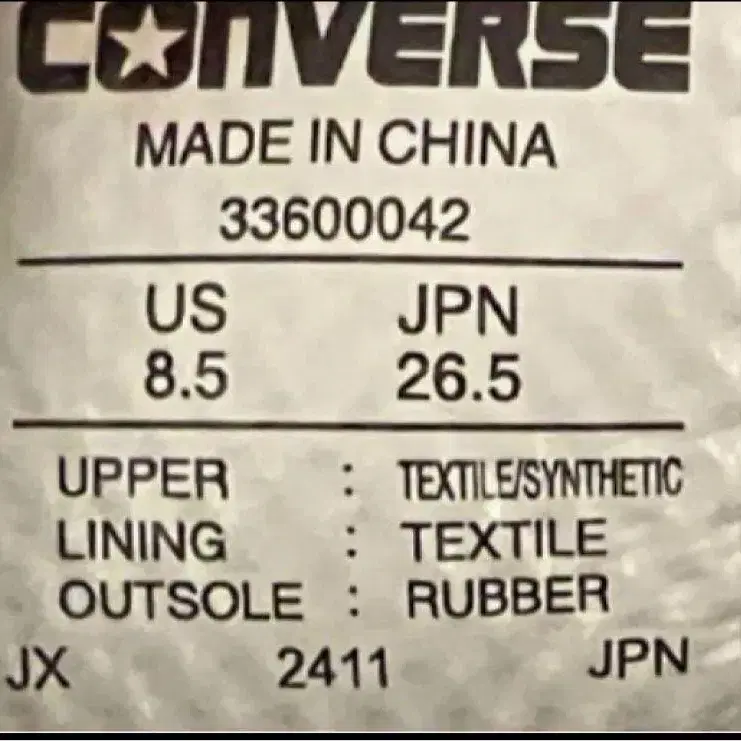 CONVERSE
MADE IN CHINA
33600042
US JPN
8.5 26.5
UPPER : TEXTILE/SYNTHETIC
LINING : TEXTILE
OUTSOLE : RUBBER
JX 2411 JPN